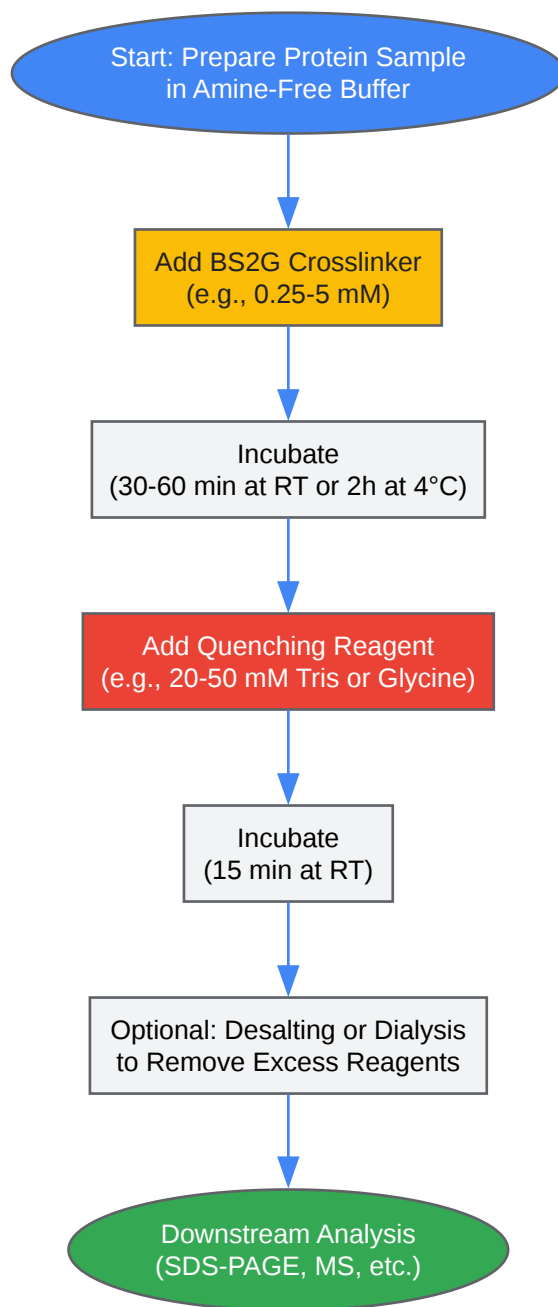 Start: Prepare Protein Sample
in Amine-Free Buffer
Add BS2G Crosslinker
(e.g., 0.25-5 mM)
Incubate
(30-60 min at RT or 2h at 4°C)
Add Quenching Reagent
(e.g., 20-50 mM Tris or Glycine)
Incubate
(15 min at RT)
Optional: Desalting or Dialysis
to Remove Excess Reagents
Downstream Analysis
(SDS-PAGE, MS, etc.)